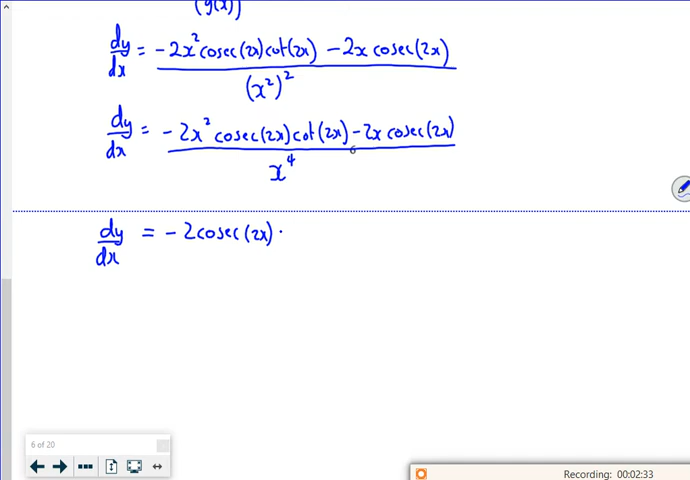 (g(x))
dy/dx = -2x² cosec(2x)cot(2x) - 2x cosec(2x) / (x²)²
dy/dx = -2x² cosec(2x)cot(2x) - 2x cosec(2x) / x⁴
dy/dx = -2cosec(2x) ·
6 of 20
Recording: 00:02:33